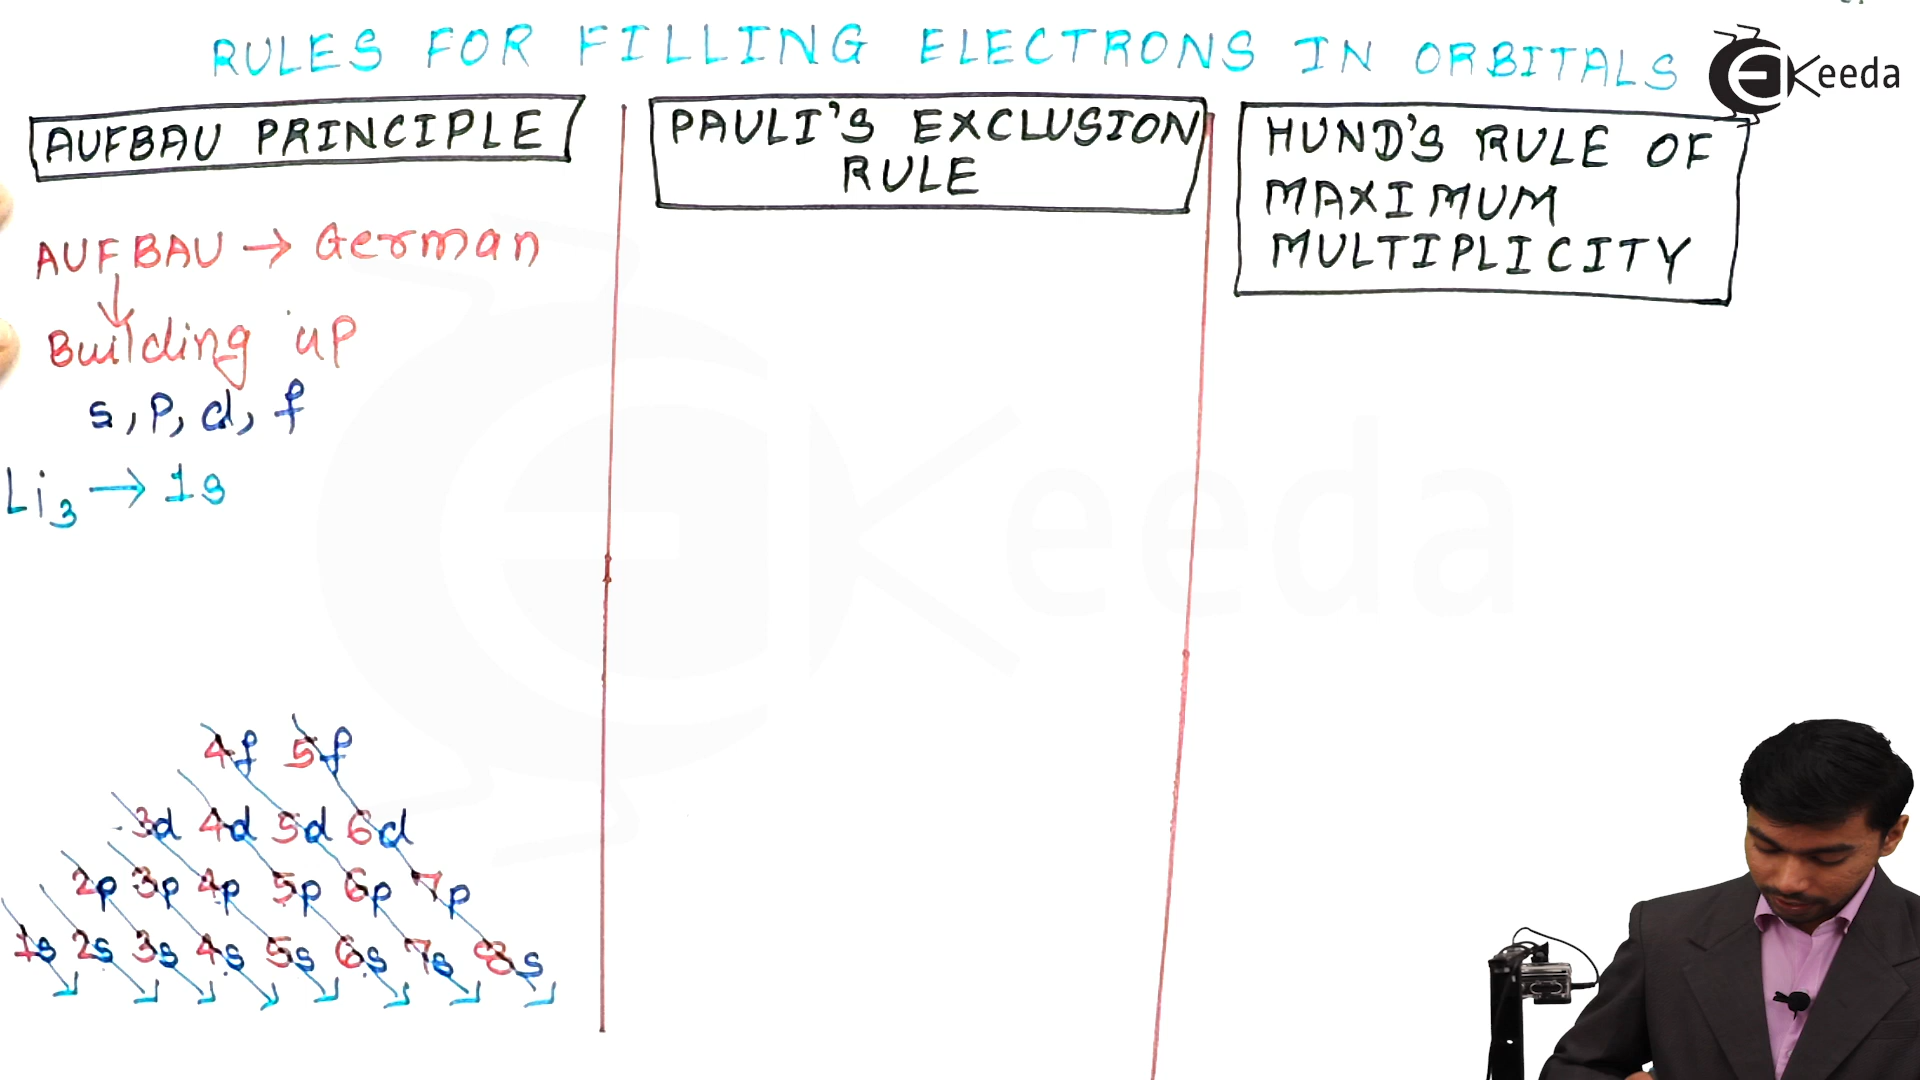 RULES FOR FILLING ELECTRONS IN ORBITALS
Keeda
AUFBAU PRINCIPLE
AUFBAU → German
Building up
s, p, d, f
Li₃ → 1s
4f 5f
3d 4d 5d 6d
2p 3p 4p 5p 6p 7p
1s 2s 3s 4s 5s 6s 7s 8s
PAULI'S EXCLUSION
RULE
HUND'S RULE OF
MAXIMUM
MULTIPLICITY
Keeda